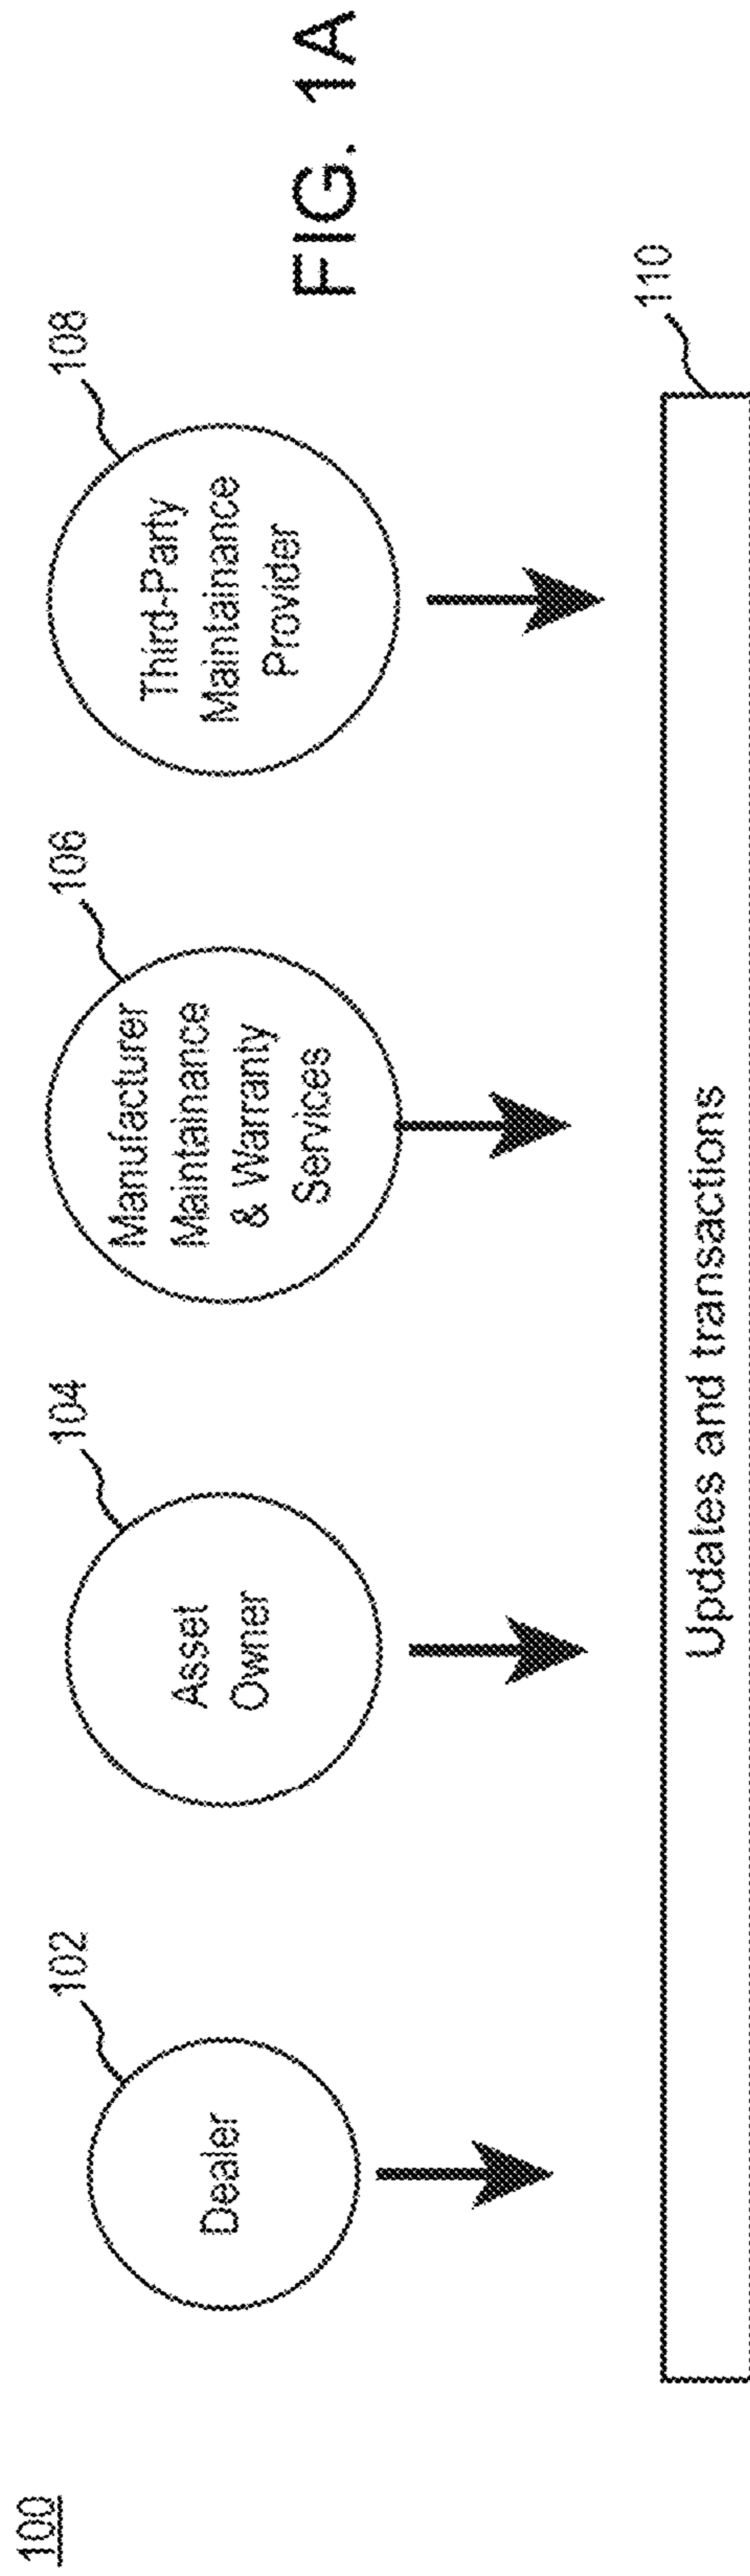 100
102
104
106
108
Dealer
Asset
Owner
Manufacturer
Maintainance
& Warranty
Services
Third-Party
Maintainance
Provider
FIG. 1A
110
Updates and transactions